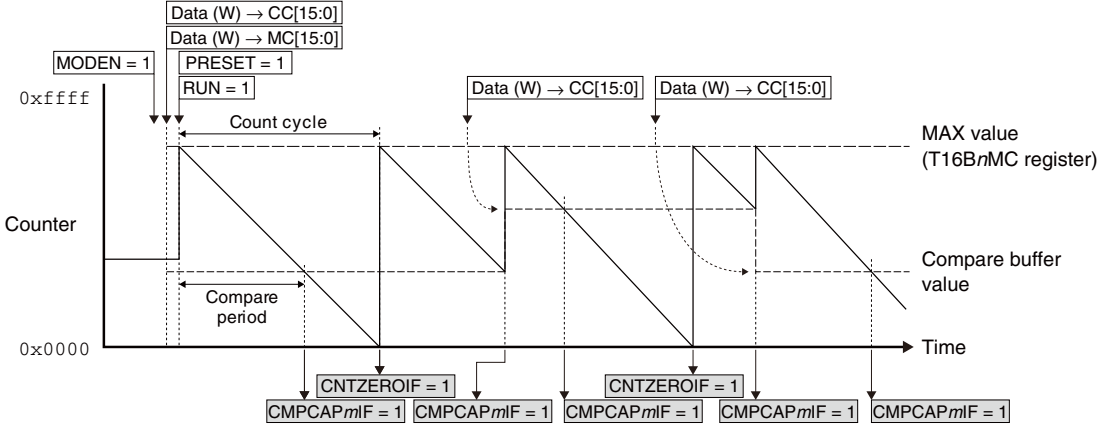 Data (W) → CC[15:0]
Data (W) → MC[15:0]
MODEN = 1
PRESET = 1
RUN = 1
Data (W) → CC[15:0]
Data (W) → CC[15:0]
0xffff
Count cycle
MAX value
(T16BnMC register)
Counter
Compare buffer
value
Compare
period
0x0000
Time
CNTZEROIF = 1
CNTZEROIF = 1
CMPCAPmIF = 1
CMPCAPmIF = 1
CMPCAPmIF = 1
CMPCAPmIF = 1
CMPCAPmIF = 1